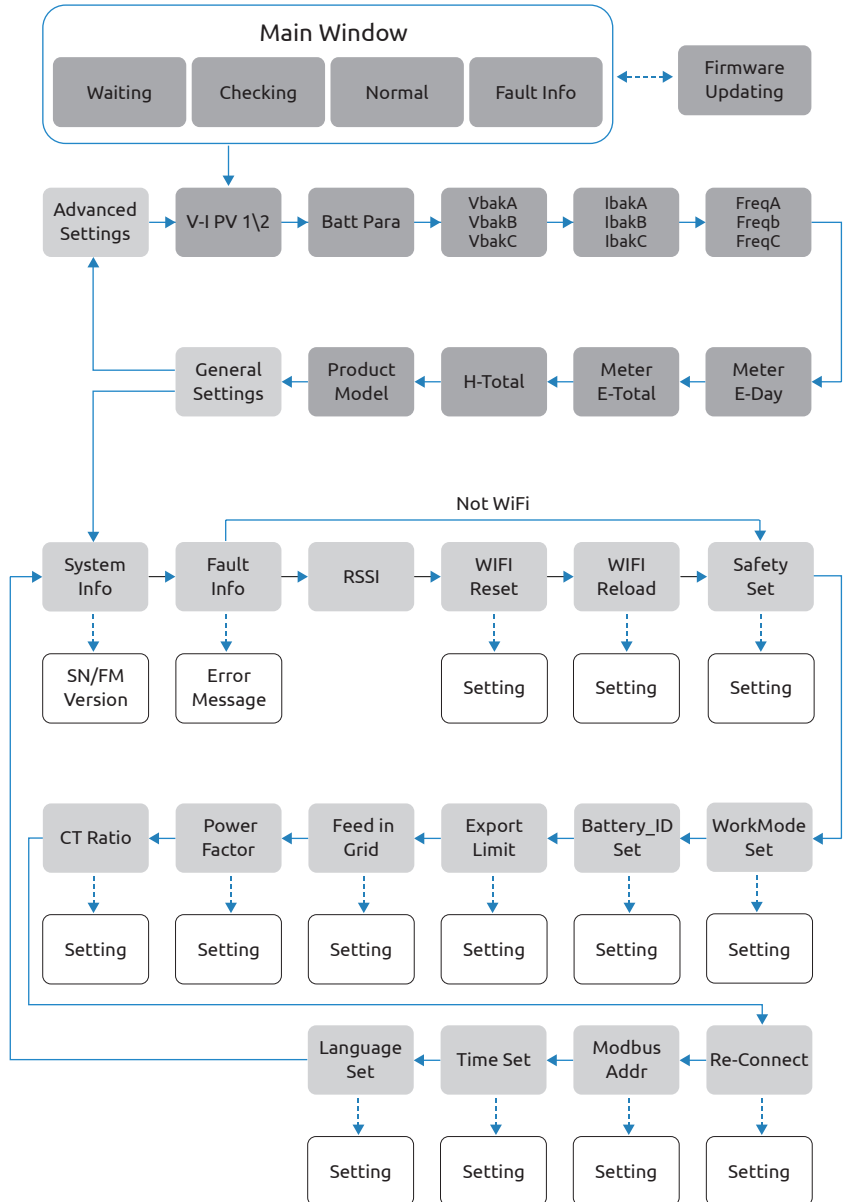 Main Window
Waiting
Checking
Normal
Fault Info
Firmware
Updating
Advanced
Settings
V-I PV 1\2
Batt Para
VbakA
VbakB
VbakC
IbakA
IbakB
IbakC
FreqA
Freqb
FreqC
General
Settings
Product
Model
H-Total
Meter
E-Total
Meter
E-Day
Not WiFi
System
Info
Fault
Info
RSSI
WIFI
Reset
WIFI
Reload
Safety
Set
SN/FM
Version
Error
Message
Setting
Setting
Setting
CT Ratio
Power
Factor
Feed in
Grid
Export
Limit
Battery_ID
Set
WorkMode
Set
Setting
Setting
Setting
Setting
Setting
Setting
Language
Set
Time Set
Modbus
Addr
Re-Connect
Setting
Setting
Setting
Setting